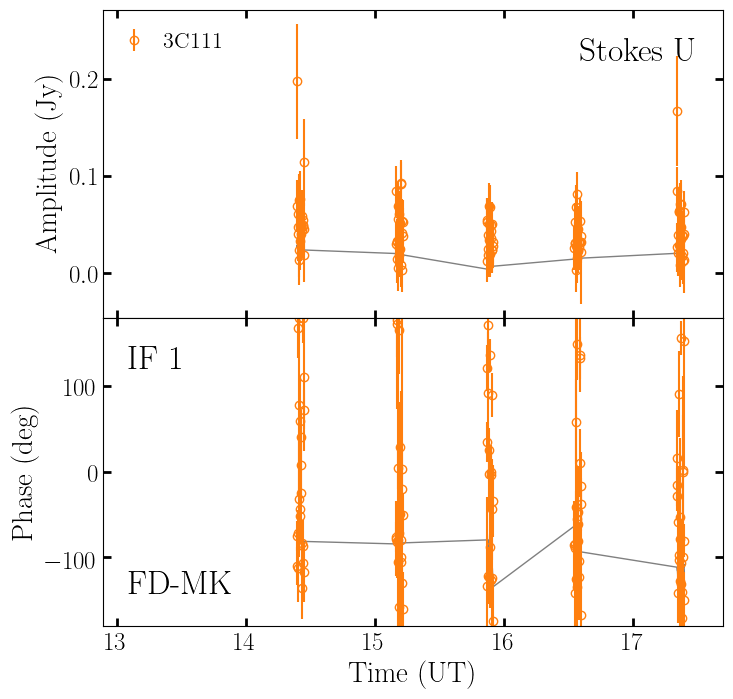 3C111
Stokes U
Amplitude (Jy)
0.2
0.1
0.0
IF 1
Phase (deg)
100
0
−100
FD-MK
13 14 15 16 17
Time (UT)